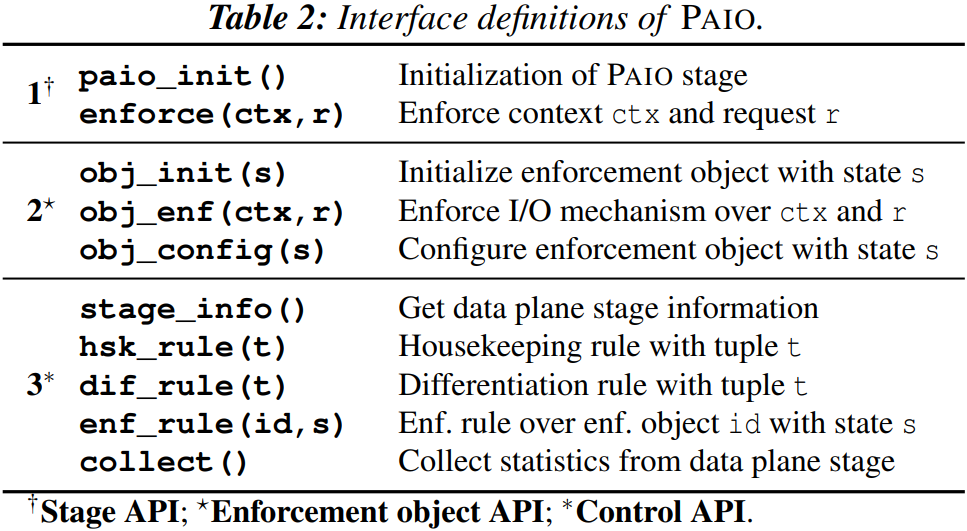 Table 2: Interface definitions of PAIO.
1† paio_init() Initialization of PAIO stage
enforce(ctx,r) Enforce context ctx and request r
obj_init(s) Initialize enforcement object with state s
2⋆ obj_enf(ctx,r) Enforce I/O mechanism over ctx and r
obj_config(s) Configure enforcement object with state s
stage_info() Get data plane stage information
hsk_rule(t) Housekeeping rule with tuple t
3* dif_rule(t) Differentiation rule with tuple t
enf_rule(id,s) Enf. rule over enf. object id with state s
collect() Collect statistics from data plane stage
†Stage API; ⋆Enforcement object API; *Control API.